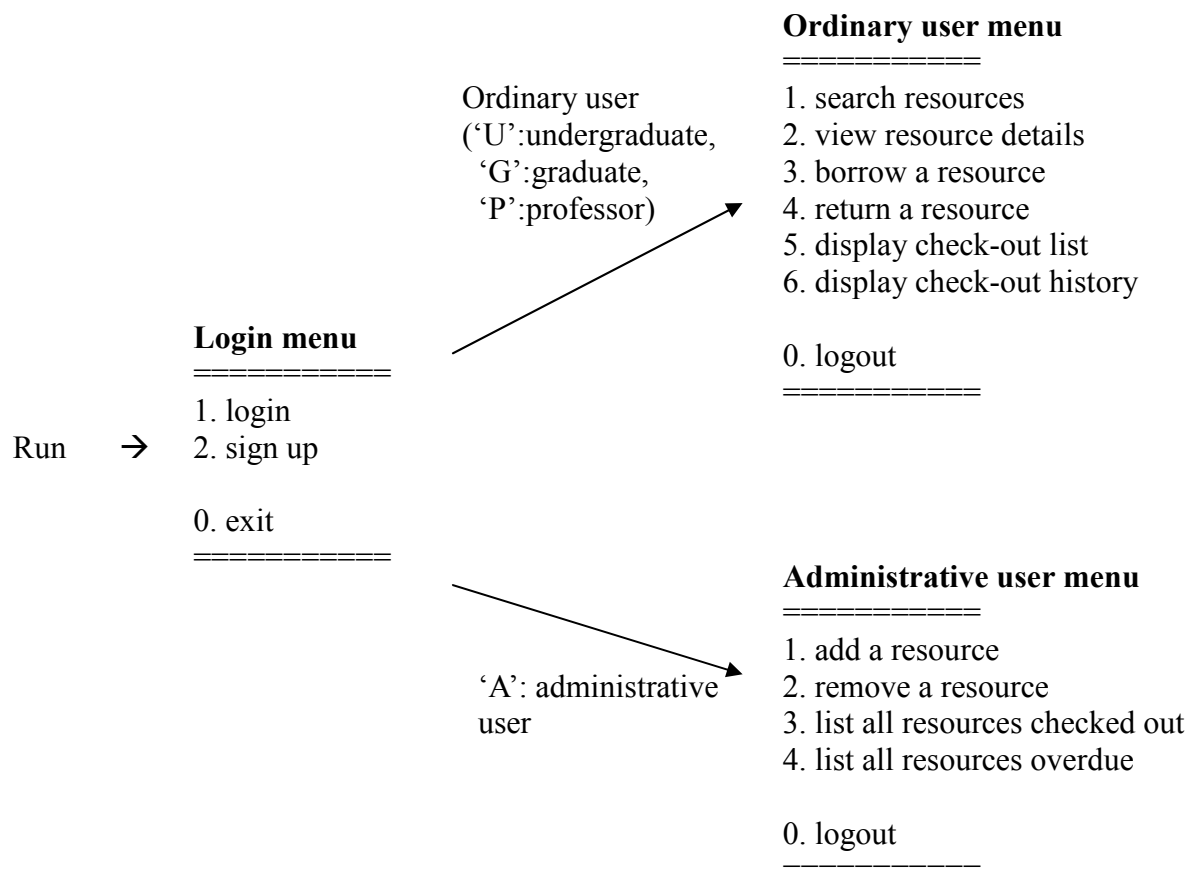 Ordinary user menu
===========
Ordinary user
(‘U’:undergraduate,
‘G’:graduate,
‘P’:professor)
1. search resources
2. view resource details
3. borrow a resource
4. return a resource
5. display check-out list
6. display check-out history
0. logout
===========
Login menu
===========
1. login
Run → 2. sign up
0. exit
===========
Administrative user menu
===========
‘A’: administrative
user
1. add a resource
2. remove a resource
3. list all resources checked out
4. list all resources overdue
0. logout
===========